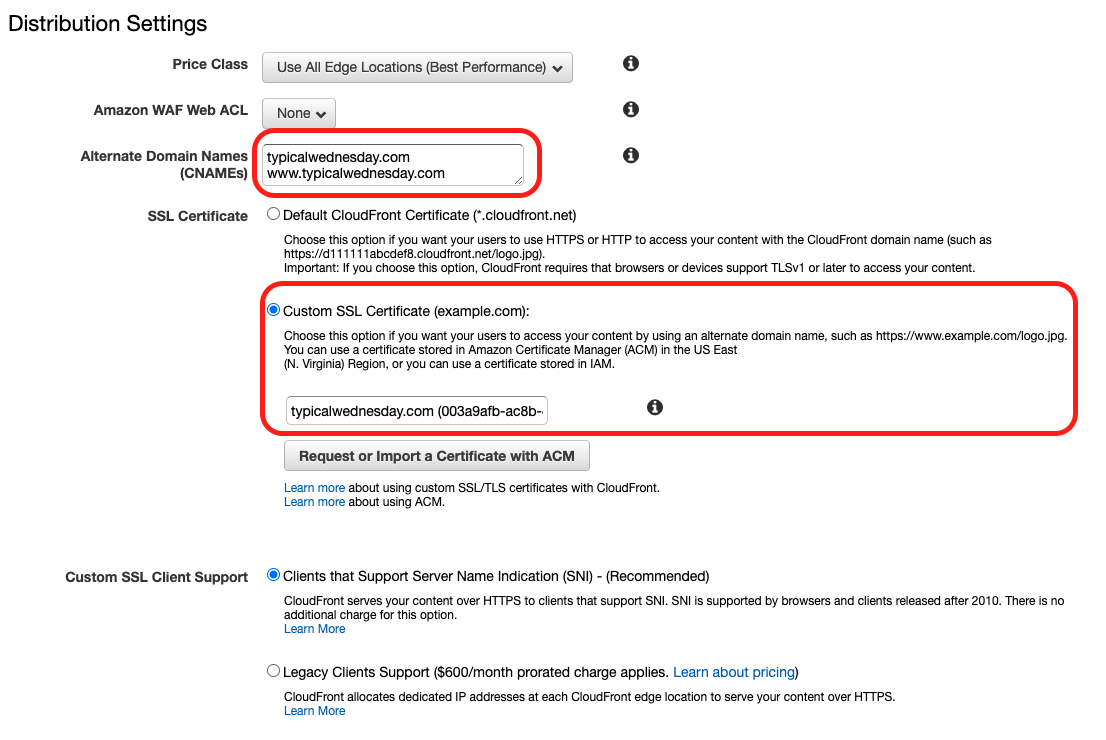 Distribution Settings
Price Class
Use All Edge Locations (Best Performance)
Amazon WAF Web ACL
None
Alternate Domain Names
(CNAMEs)
typicalwednesday.com
www.typicalwednesday.com
SSL Certificate
Default CloudFront Certificate (*.cloudfront.net)
Choose this option if you want your users to use HTTPS or HTTP to access your content with the CloudFront domain name (such as
https://d111111abcdef8.cloudfront.net/logo.jpg).
Important: If you choose this option, CloudFront requires that browsers or devices support TLSv1 or later to access your content.
Custom SSL Certificate (example.com):
Choose this option if you want your users to access your content by using an alternate domain name, such as https://www.example.com/logo.jpg.
You can use a certificate stored in Amazon Certificate Manager (ACM) in the US East
(N. Virginia) Region, or you can use a certificate stored in IAM.
typicalwednesday.com (003a9afb-ac8b-
Request or Import a Certificate with ACM
Learn more about using custom SSL/TLS certificates with CloudFront.
Learn more about using ACM.
Custom SSL Client Support
Clients that Support Server Name Indication (SNI) - (Recommended)
CloudFront serves your content over HTTPS to clients that support SNI. SNI is supported by browsers and clients released after 2010. There is no
additional charge for this option.
Learn More
Legacy Clients Support ($600/month prorated charge applies. Learn about pricing)
CloudFront allocates dedicated IP addresses at each CloudFront edge location to serve your content over HTTPS.
Learn More